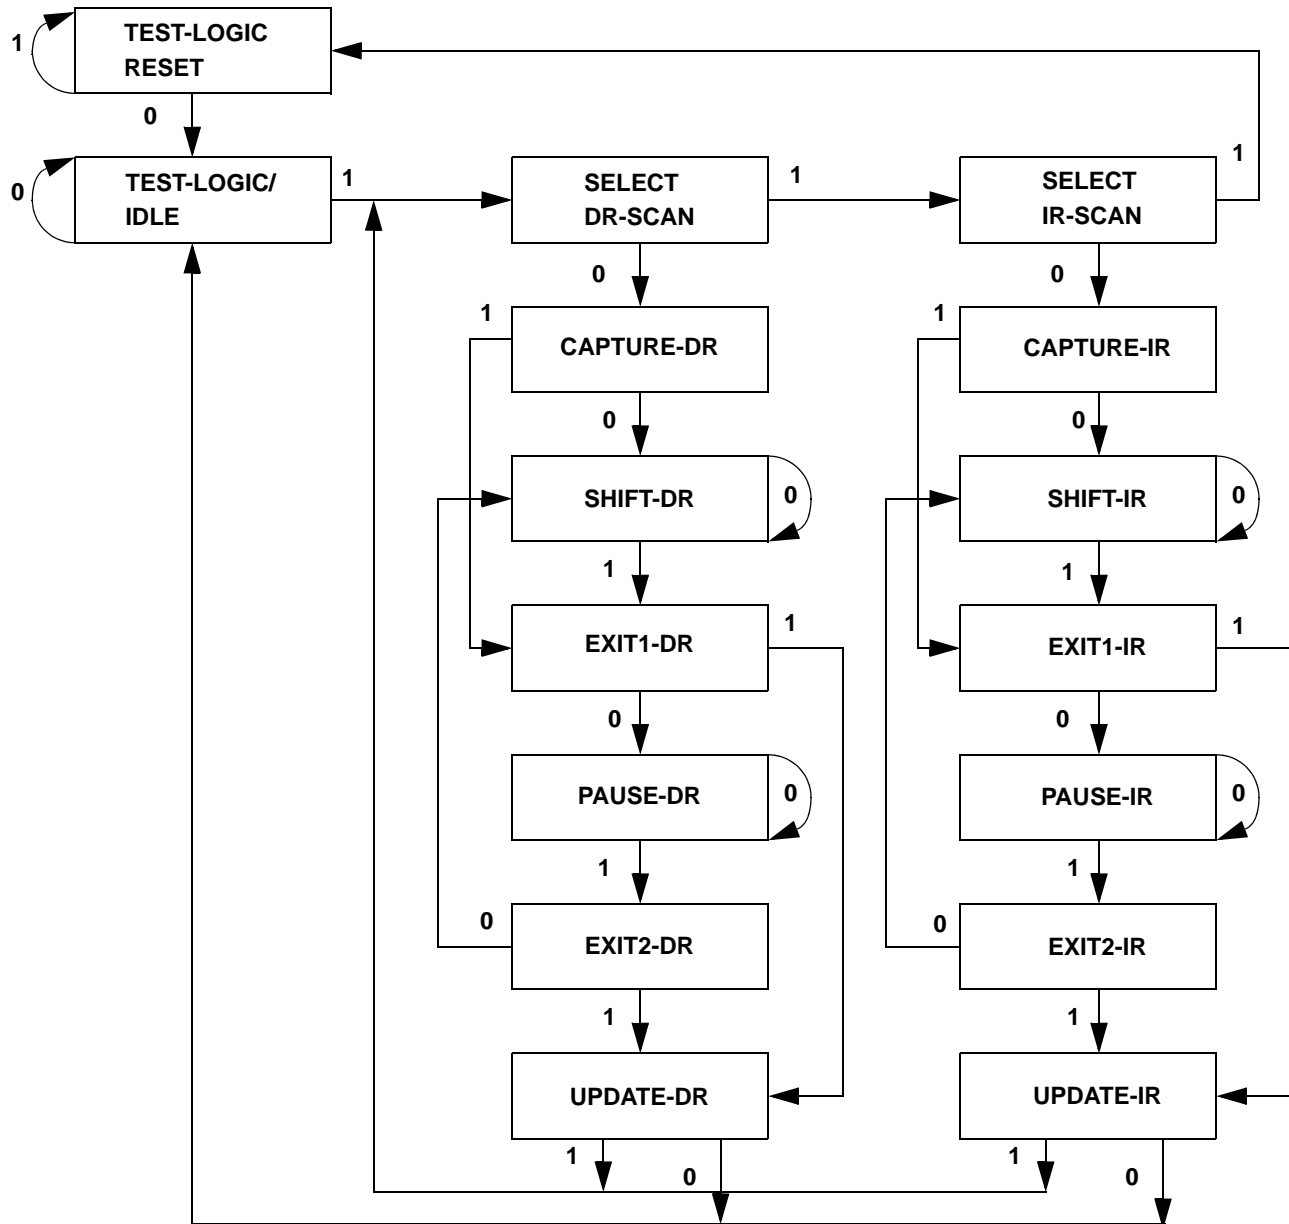 TEST-LOGIC
RESET
1
0
TEST-LOGIC/
IDLE
0
1
SELECT
DR-SCAN
1
SELECT
IR-SCAN
1
0
0
1
CAPTURE-DR
1
CAPTURE-IR
0
0
SHIFT-DR
0
SHIFT-IR
0
1
1
EXIT1-DR
1
EXIT1-IR
1
0
0
PAUSE-DR
0
PAUSE-IR
0
1
1
0
EXIT2-DR
0
EXIT2-IR
1
1
UPDATE-DR
UPDATE-IR
1
0
1
0